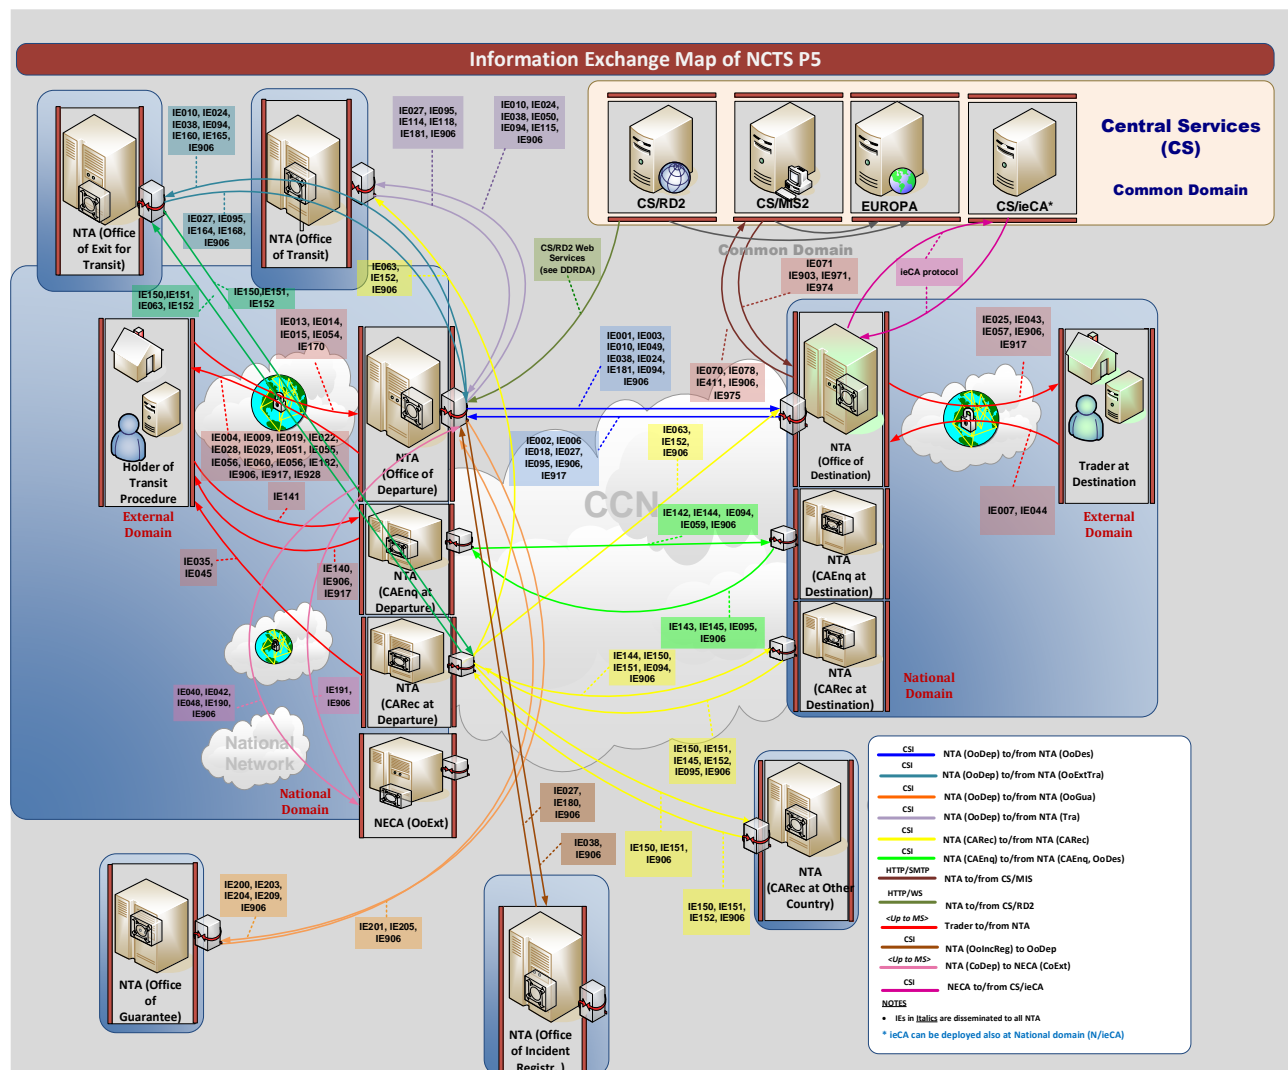 Information Exchange Map of NCTS P5
IE010, IE024,
IE038, IE094,
IE160, IE165,
IE906
IE027, IE095,
IE114, IE118,
IE181, IE906
IE010, IE024,
IE038, IE050,
IE094, IE115,
IE906
Central Services
(CS)
Common Domain
CS/RD2
CS/MIS2
EUROPA
CS/ieCA*
NTA (Office
of Exit for
Transit)
NTA (Office
of Transit)
IE027, IE095,
IE164, IE168,
IE906
CS/RD2 Web
Services
(see DDRDA)
Common Domain
IE063,
IE152,
IE906
IE071
IE903, IE971,
IE974
ieCA protocol
IE150,IE151,
IE063, IE152
IE150,IE151,
IE152
IE013, IE014,
IE015, IE054,
IE170
IE001, IE003,
IE010, IE049,
IE038, IE024,
IE181, IE094,
IE906
IE025, IE043,
IE057, IE906,
IE917
IE070, IE078,
IE411, IE906,
IE975
IE004, IE009, IE019, IE022,
IE028, IE029, IE051, IE055,
IE056, IE060, IE056, IE182,
IE906, IE917, IE928
Holder of
Transit
Procedure
External
Domain
NTA
(Office of
Departure)
IE002, IE006
IE018, IE027,
IE095, IE906,
IE917
IE063,
IE152,
IE906
NTA
(Office of
Destination)
Trader at
Destination
External
Domain
IE007, IE044
IE141
CCN
IE142, IE144, IE094,
IE059, IE906
IE035,
IE045
IE140,
IE906,
IE917
NTA
(CAEnq at
Departure)
NTA
(CAEnq at
Destination)
IE143, IE145, IE095,
IE906
IE144, IE150,
IE151, IE094,
IE906
NTA
(CARec at
Departure)
NTA
(CARec at
Destination)
National
Domain
IE040, IE042,
IE048, IE190,
IE906
IE191,
IE906
National
Network
National
Domain
NECA (OoExt)
IE150, IE151,
IE145, IE152,
IE095, IE906
IE027,
IE180,
IE906
IE038,
IE906
IE150, IE151,
IE906
IE150, IE151,
IE152, IE906
NTA
(CARec at Other
Country)
IE200, IE203,
IE204, IE209,
IE906
IE201, IE205,
IE906
NTA (Office
of
Guarantee)
NTA (Office
of Incident
Registr..)
CSI NTA (OoDep) to/from NTA (OoDes)
CSI NTA (OoDep) to/from NTA (OoExtTra)
CSI NTA (OoDep) to/from NTA (OoGua)
CSI NTA (OoDep) to/from NTA (Tra)
CSI NTA (CARec) to/from NTA (CARec)
CSI NTA (CAEnq) to/from NTA (CAEnq, OoDes)
HTTP/SMTP NTA to/from CS/MIS
HTTP/WS NTA to/from CS/RD2
<Up to MS> Trader to/from NTA
CSI NTA (OoIncReg) to OoDep
<Up to MS> NTA (CoDep) to NECA (CoExt)
CSI NECA to/from CS/ieCA
NOTES
• IEs in Italics are disseminated to all NTA
* ieCA can be deployed also at National domain (N/ieCA)